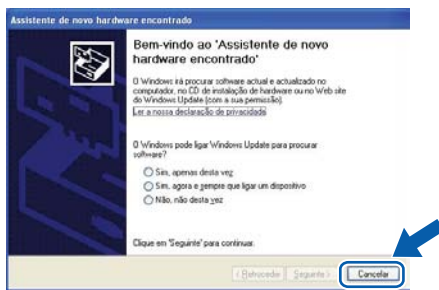 Assistente de novo hardware encontrado
Bem-vindo ao 'Assistente de novo
hardware encontrado'
O Windows irá procurar software actual e actualizado no
computador, no CD de instalação de hardware ou no Web site
do Windows Update (com a sua permissão).
Ler a nossa declaração de privacidade
O Windows pode ligar Windows Update para procurar
software?
Sim, apenas desta vez
Sim, agora e sempre que ligar um dispositivo
Não, não desta vez
Clique em 'Seguinte' para continuar.
< Retroceder
Seguinte >
Cancelar